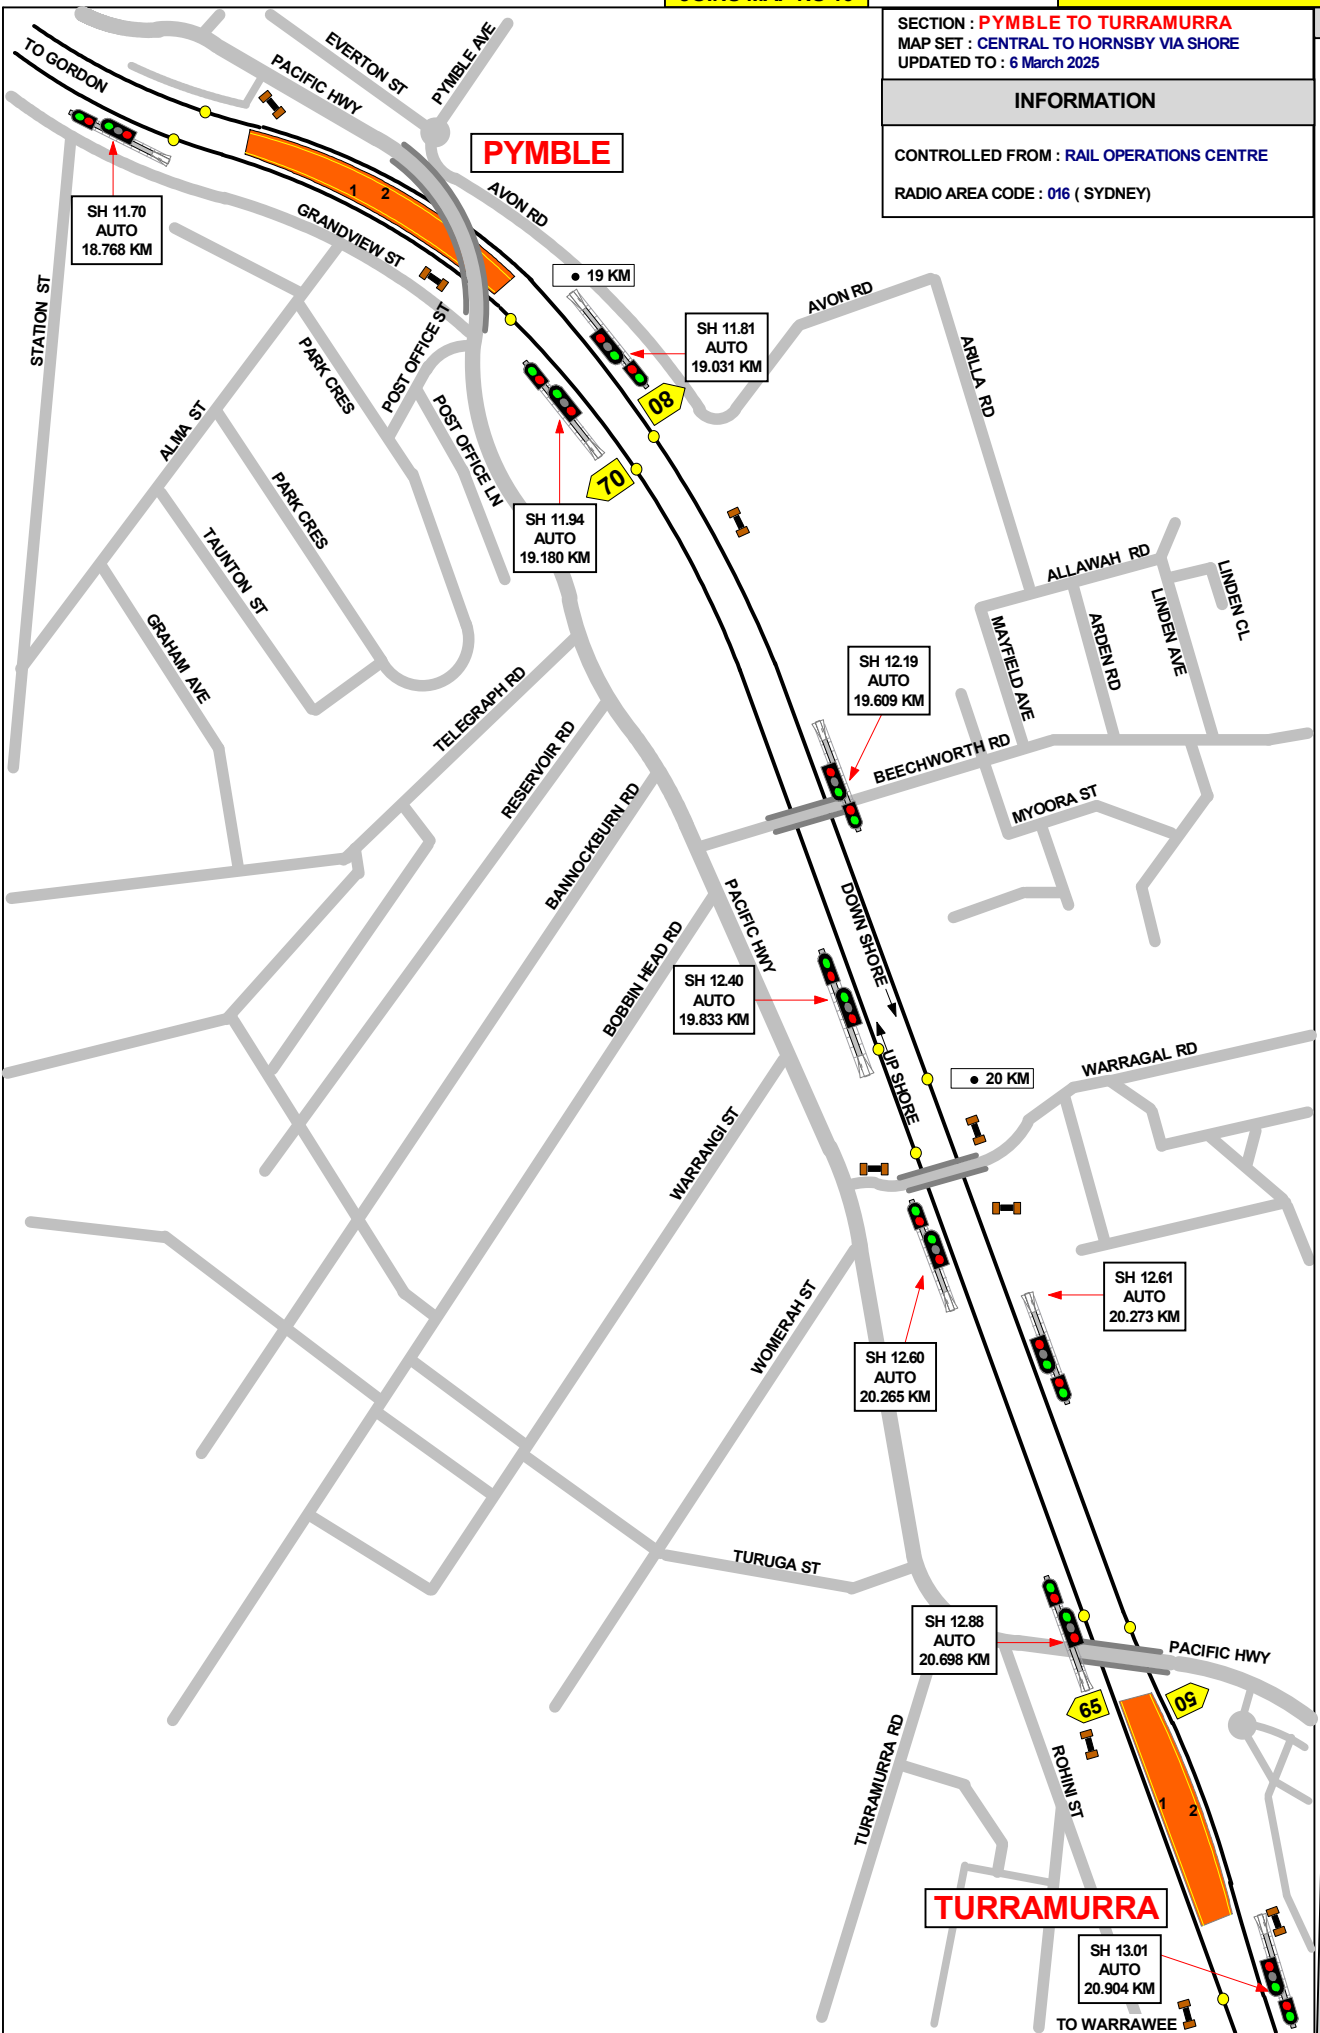 SECTION : PYMBLE TO TURRAMURRA
MAP SET : CENTRAL TO HORNSBY VIA SHORE
UPDATED TO : 6 March 2025
INFORMATION
CONTROLLED FROM : RAIL OPERATIONS CENTRE
RADIO AREA CODE : 016 ( SYDNEY)
TO GORDON
EVERTON ST
PYMBLE AVE
PACIFIC HWY
PYMBLE
1 2
AVON RD
SH 11.70
AUTO
18.768 KM
GRANDVIEW ST
STATION ST
19 KM
AVON RD
SH 11.81
AUTO
19.031 KM
ARILLA RD
POST OFFICE ST
PARK CRES
08
ALMA ST
POST OFFICE LN
70
PARK CRES
SH 11.94
AUTO
19.180 KM
TAUNTON ST
ALLAWAH RD
LINDEN CL
LINDEN AVE
ARDEN RD
MAYFIELD AVE
GRAHAM AVE
TELEGRAPH RD
SH 12.19
AUTO
19.609 KM
RESERVOIR RD
BEECHWORTH RD
BANNOCKBURN RD
MYOORA ST
PACIFIC HWY
DOWN SHORE
BOBBIN HEAD RD
SH 12.40
AUTO
19.833 KM
UP SHORE
20 KM
WARRAGAL RD
WARRANGI ST
SH 12.61
AUTO
20.273 KM
WOMERAH ST
SH 12.60
AUTO
20.265 KM
TURUGA ST
SH 12.88
AUTO
20.698 KM
PACIFIC HWY
65
50
TURRAMURRA RD
ROHINI ST
1 2
TURRAMURRA
SH 13.01
AUTO
20.904 KM
TO WARRAWEE